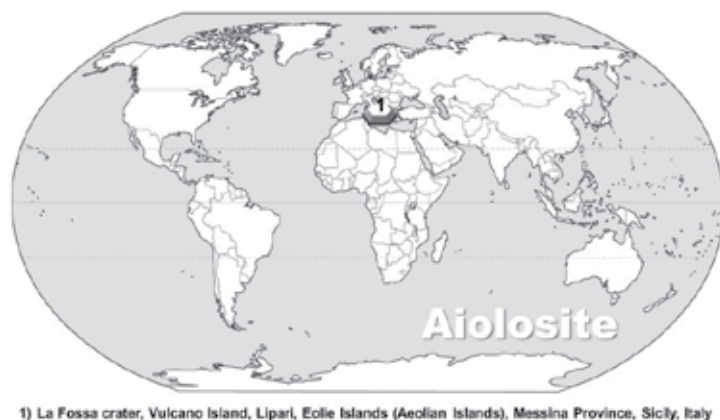 1
Aiolosite
1) La Fossa crater, Vulcano Island, Lipari, Eolie Islands (Aeolian Islands), Messina Province, Sicily, Italy